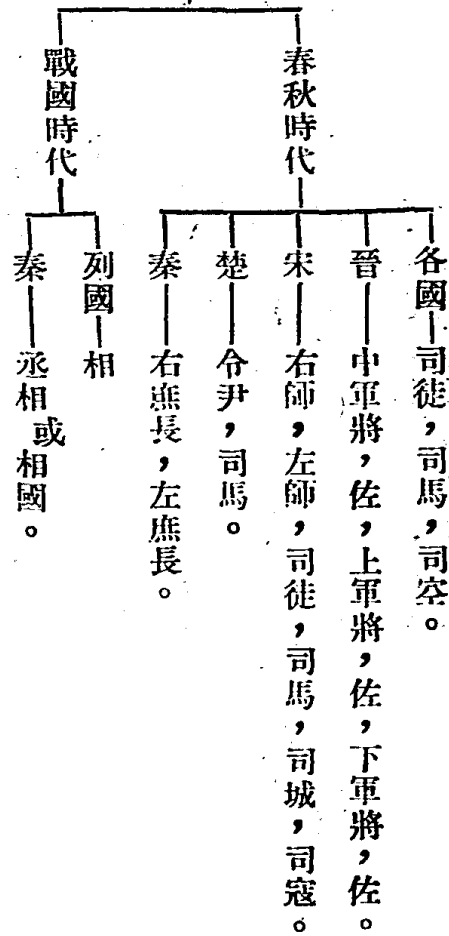 春秋時代
各國 司徒，司馬，司空。
晉 中軍將，佐，上軍將，佐，下軍將，佐。
宋 右師，左師，司徒，司馬，司城，司寇。
楚 令尹，司馬。
秦 右庶長，左庶長。
戰國時代
列國 相
秦 丞相或相國。